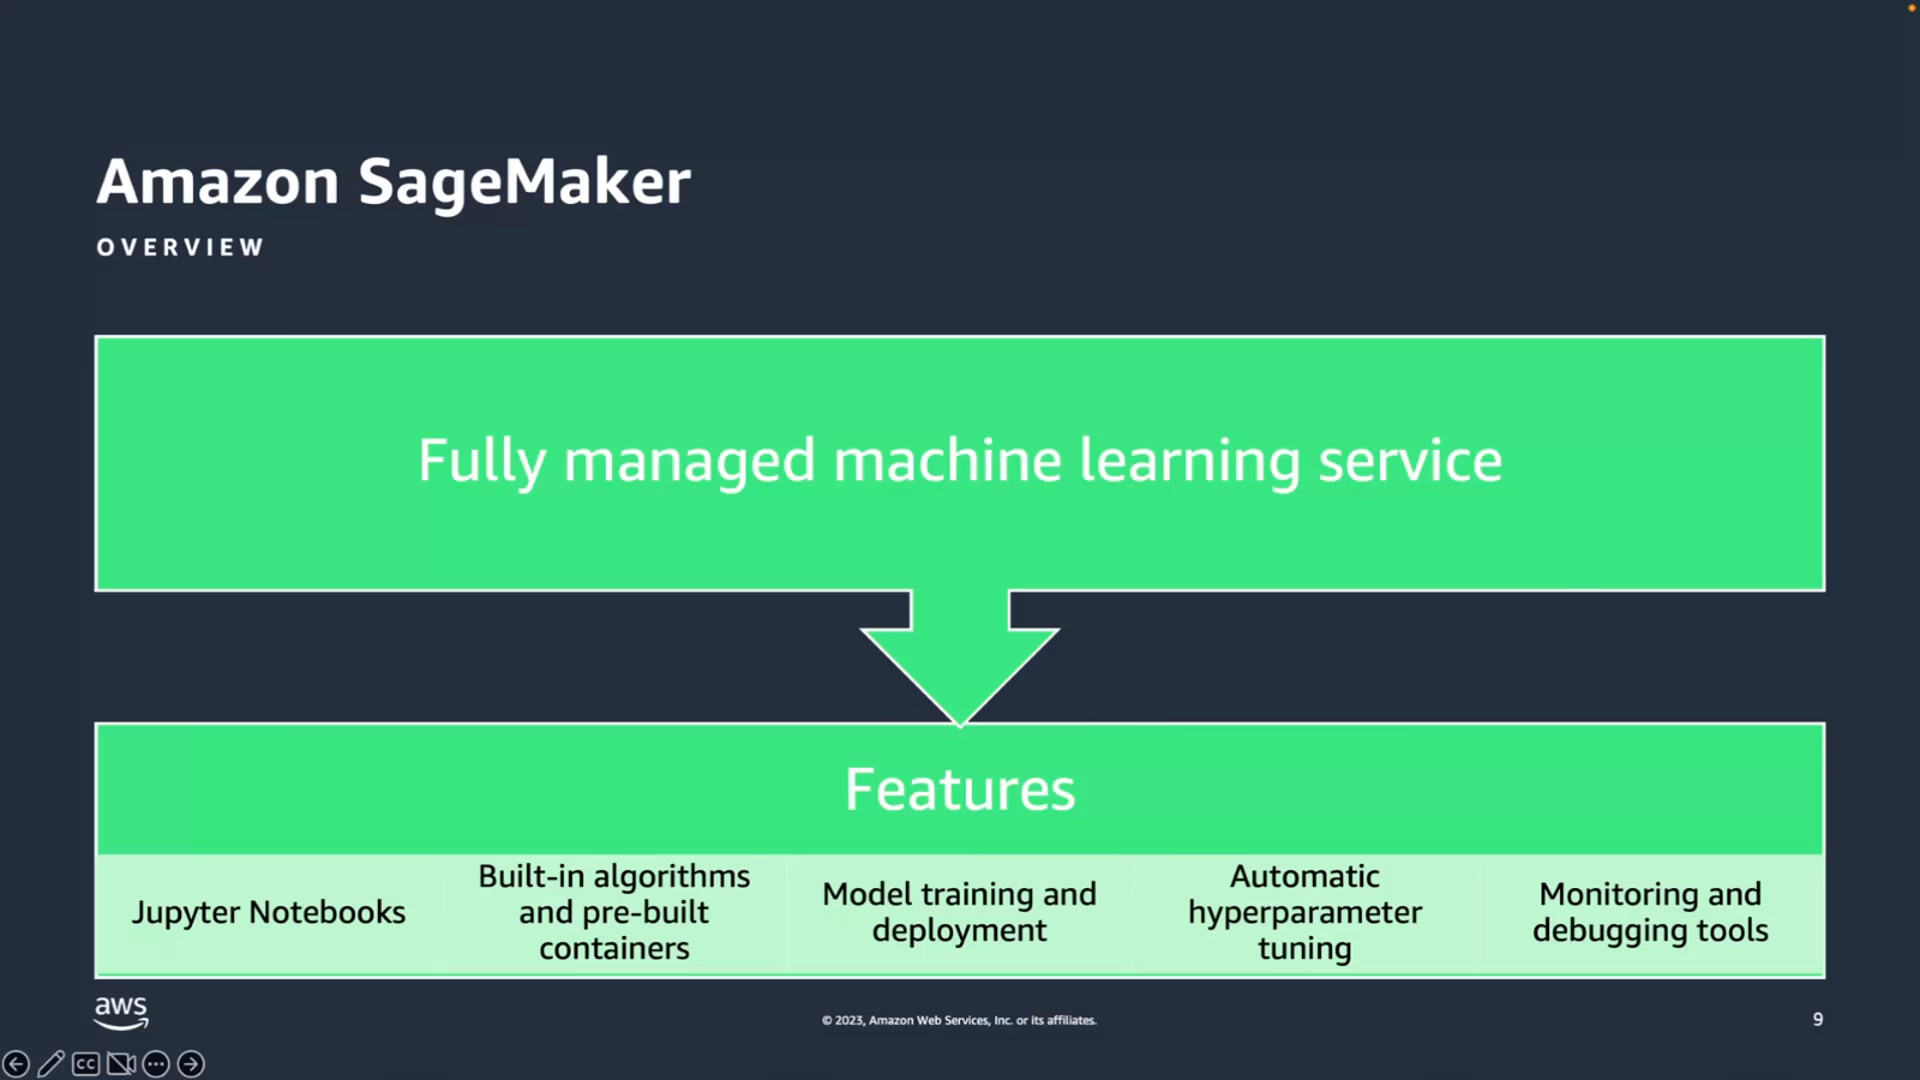 Amazon SageMaker
OVERVIEW
Fully managed machine learning service
Features
Jupyter Notebooks
Built-in algorithms
and pre-built
containers
Model training and
deployment
Automatic
hyperparameter
tuning
Monitoring and
debugging tools
aws
© 2023, Amazon Web Services, Inc. or its affiliates.
9
CC